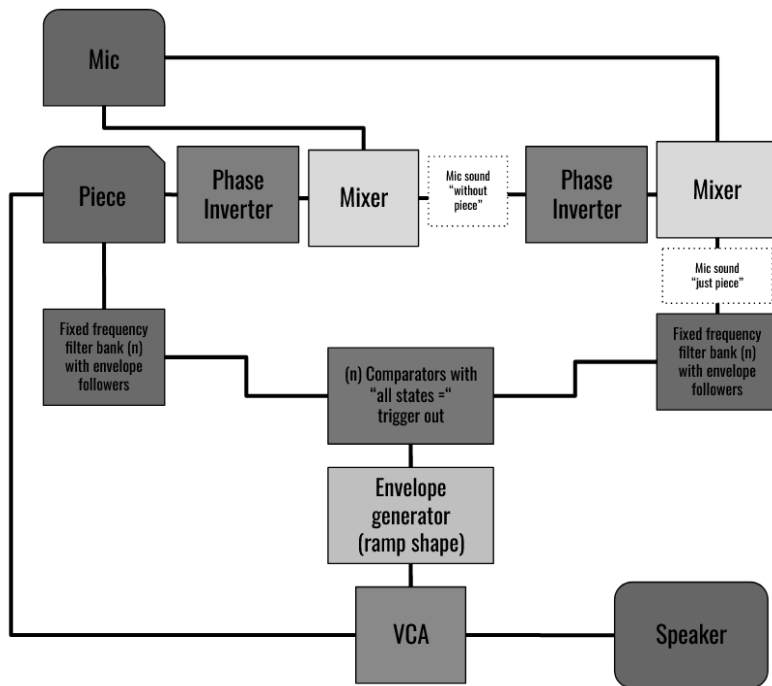 Mic
Piece
Phase
Inverter
Mixer
Mic sound
“without
piece”
Phase
Inverter
Mixer
Mic sound
“just piece”
Fixed frequency
filter bank (n)
with envelope
followers
(n) Comparators with
“all states =“
trigger out
Fixed frequency
filter bank (n)
with envelope
followers
Envelope
generator
(ramp shape)
VCA
Speaker